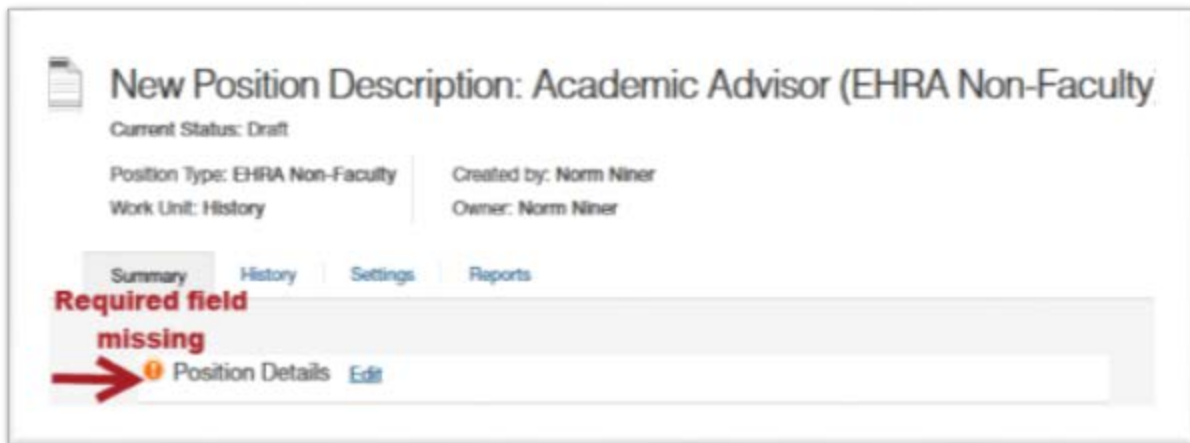 New Position Description: Academic Advisor (EHRA Non-Faculty
Current Status: Draft
Position Type: EHRA Non-Faculty Created by: Norm Niner
Work Unit: History Owner: Norm Niner
Summary History Settings Reports
Required field
missing
Position Details Edit